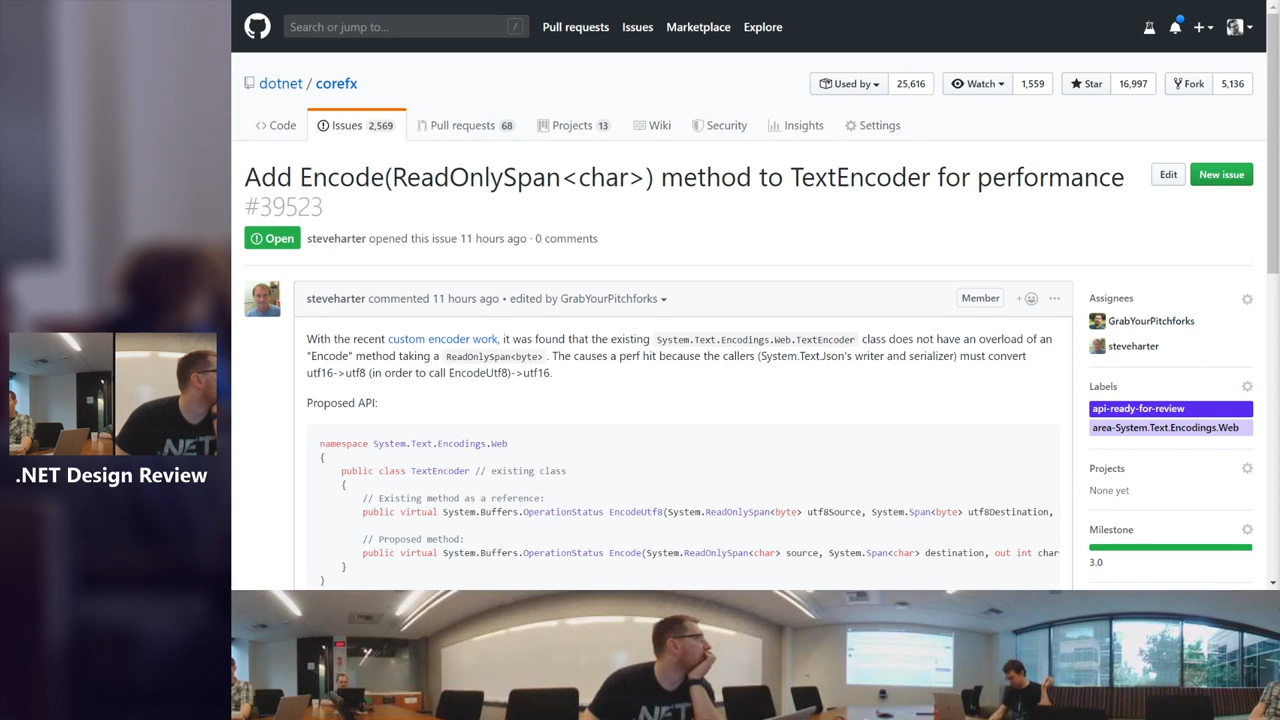 Search or jump to... /
Pull requests Issues Marketplace Explore
dotnet / corefx
Used by 25,616 Watch 1,559 Star 16,997 Fork 5,136
Code Issues 2,569 Pull requests 68 Projects 13 Wiki Security Insights Settings
Add Encode(ReadOnlySpan<char>) method to TextEncoder for performance
#39523
Edit New issue
Open steveharter opened this issue 11 hours ago · 0 comments
steveharter commented 11 hours ago • edited by GrabYourPitchforks
Member
With the recent custom encoder work, it was found that the existing System.Text.Encodings.Web.TextEncoder class does not have an overload of an
"Encode" method taking a ReadOnlySpan<byte> . The causes a perf hit because the callers (System.Text.Json's writer and serializer) must convert
utf16->utf8 (in order to call EncodeUtf8)->utf16.
Proposed API:
namespace System.Text.Encodings.Web
{
public class TextEncoder // existing class
{
// Existing method as a reference:
public virtual System.Buffers.OperationStatus EncodeUtf8(System.ReadOnlySpan<byte> utf8Source, System.Span<byte> utf8Destination,
// Proposed method:
public virtual System.Buffers.OperationStatus Encode(System.ReadOnlySpan<char> source, System.Span<char> destination, out int char
}
}
Assignees
GrabYourPitchforks
steveharter
Labels
api-ready-for-review
area-System.Text.Encodings.Web
Projects
None yet
Milestone
3.0
.NET
.NET Design Review
.NET